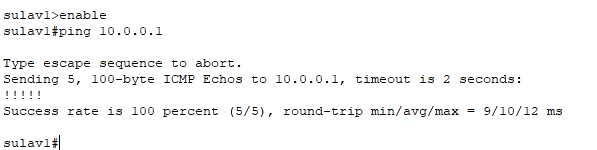 sulav1>enable
sulav1#ping 10.0.0.1
Type escape sequence to abort.
Sending 5, 100-byte ICMP Echos to 10.0.0.1, timeout is 2 seconds:
!!!!!
Success rate is 100 percent (5/5), round-trip min/avg/max = 9/10/12 ms
sulav1#